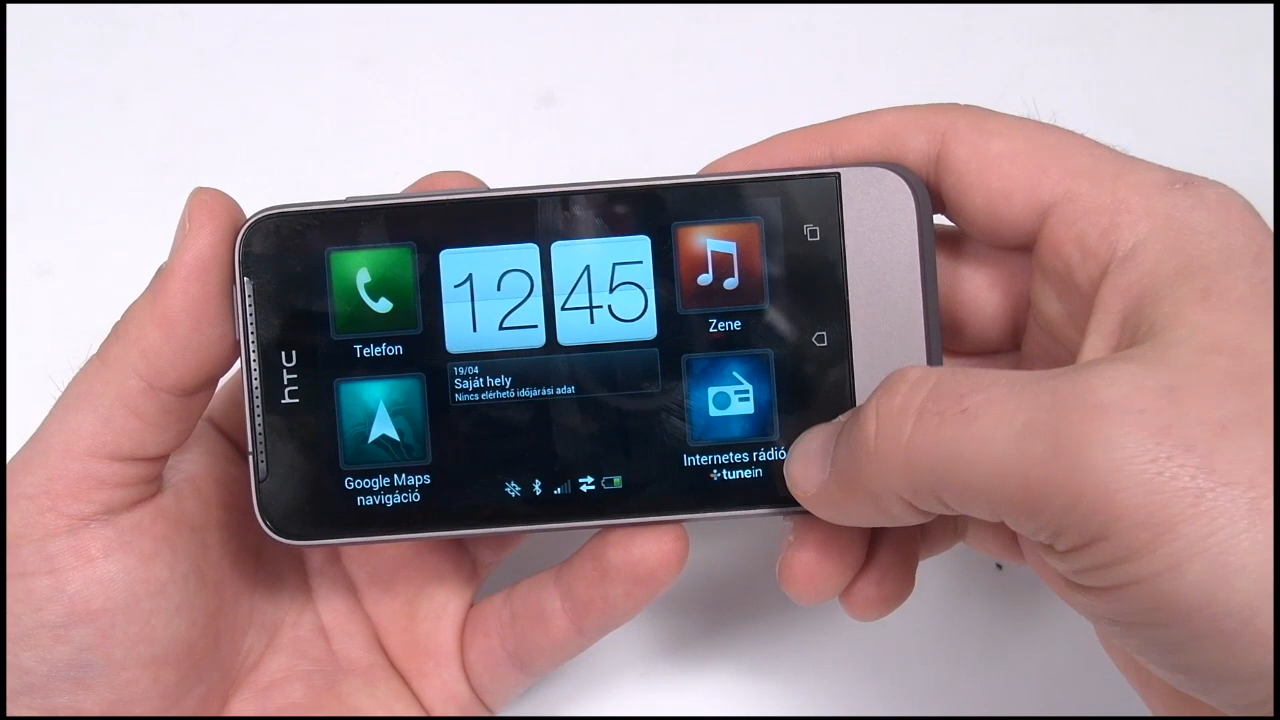 hTC
Telefon
Google Maps
navigáció
12 45
19/04
Saját hely
Nincs elérhető időjárási adat
Zene
Internetes rádió
tunein